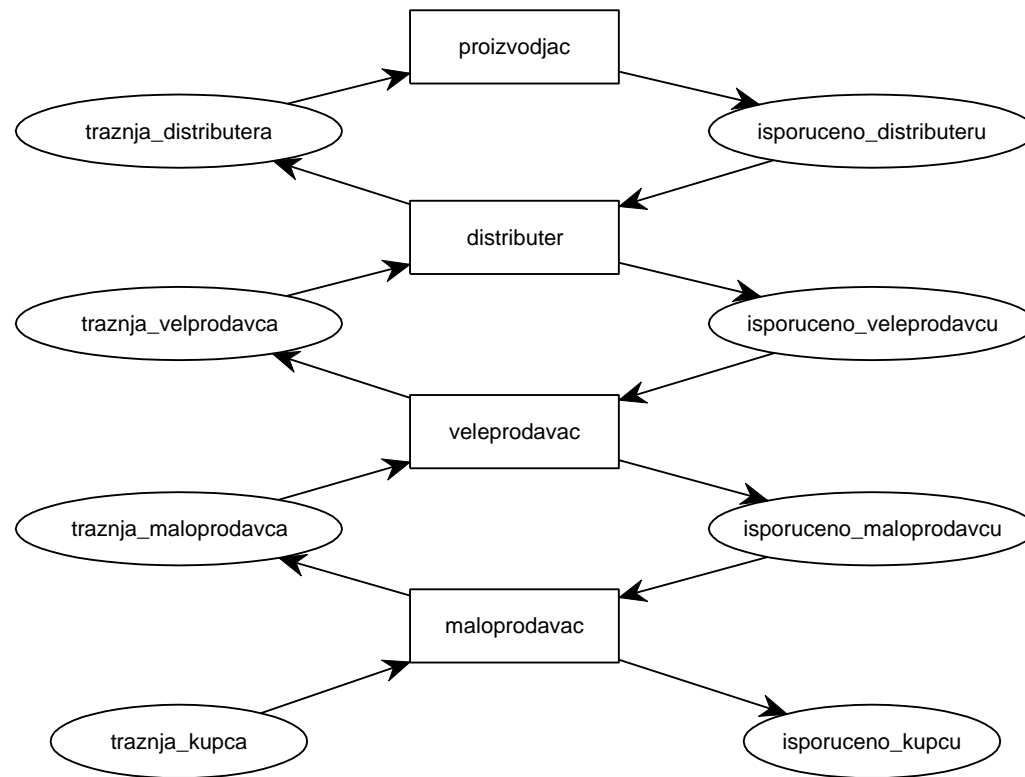 proizvodjac
traznja_distributera
isporuceno_distributeru
distributer
traznja_velprodavca
isporuceno_veleprodavcu
veleprodavac
traznja_maloprodavca
isporuceno_maloprodavcu
maloprodavac
traznja_kupca
isporuceno_kupcu